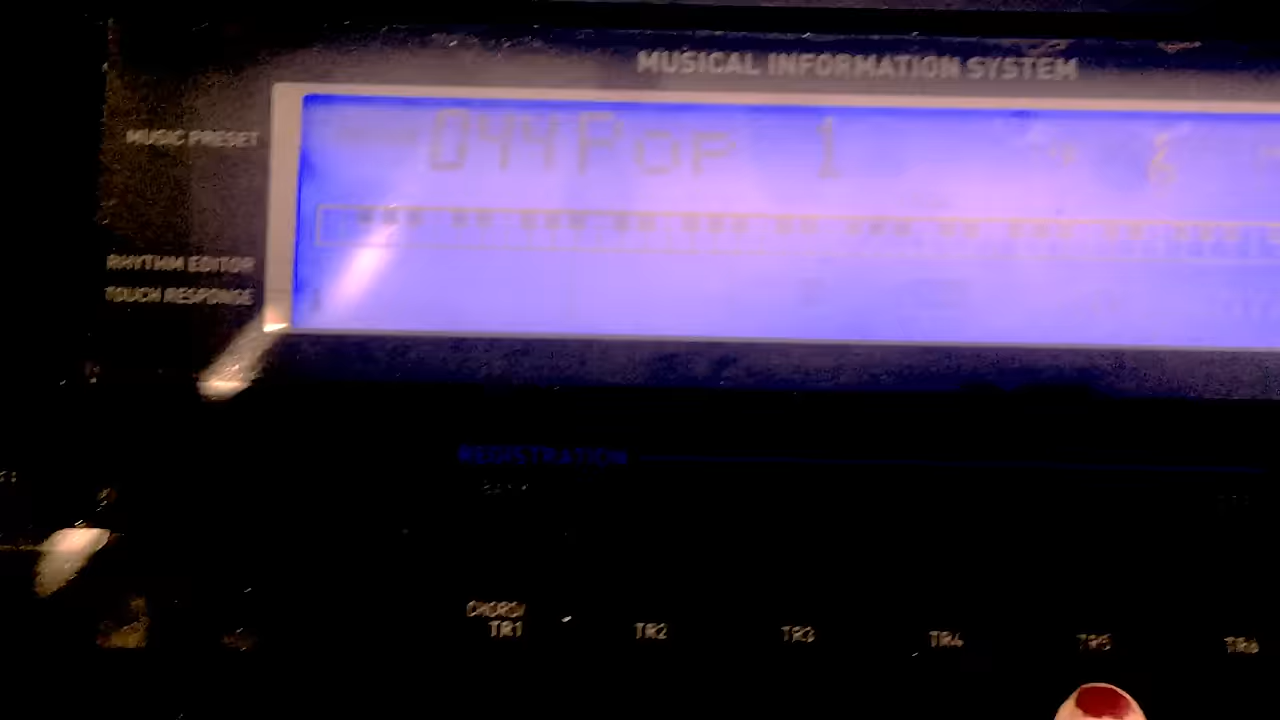 MUSICAL INFORMATION SYSTEM
MUSIC PRESET
044Pop 1
RHYTHM EDITOR
TOUCH RESPONSE
REGISTRATION
BANK
CHORD/
TR1 TR2 TR3 TR4 TR5 TR6